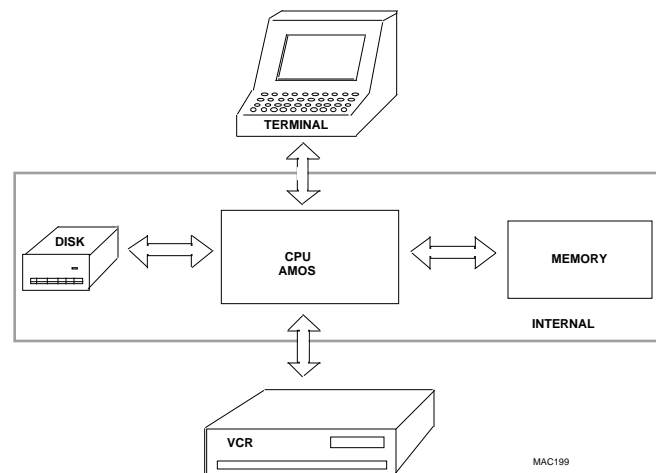 TERMINAL
DISK
CPU
AMOS
MEMORY
INTERNAL
VCR
MAC199